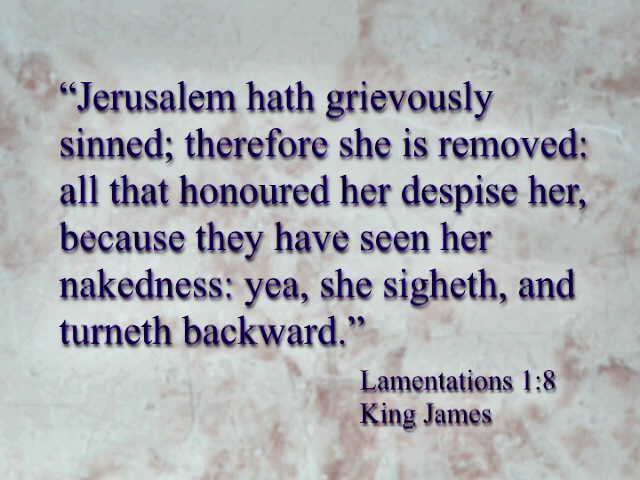 “Jerusalem hath grievously
sinned; therefore she is removed:
all that honoured her despise her,
because they have seen her
nakedness: yea, she sigheth, and
turneth backward.”
Lamentations 1:8
King James